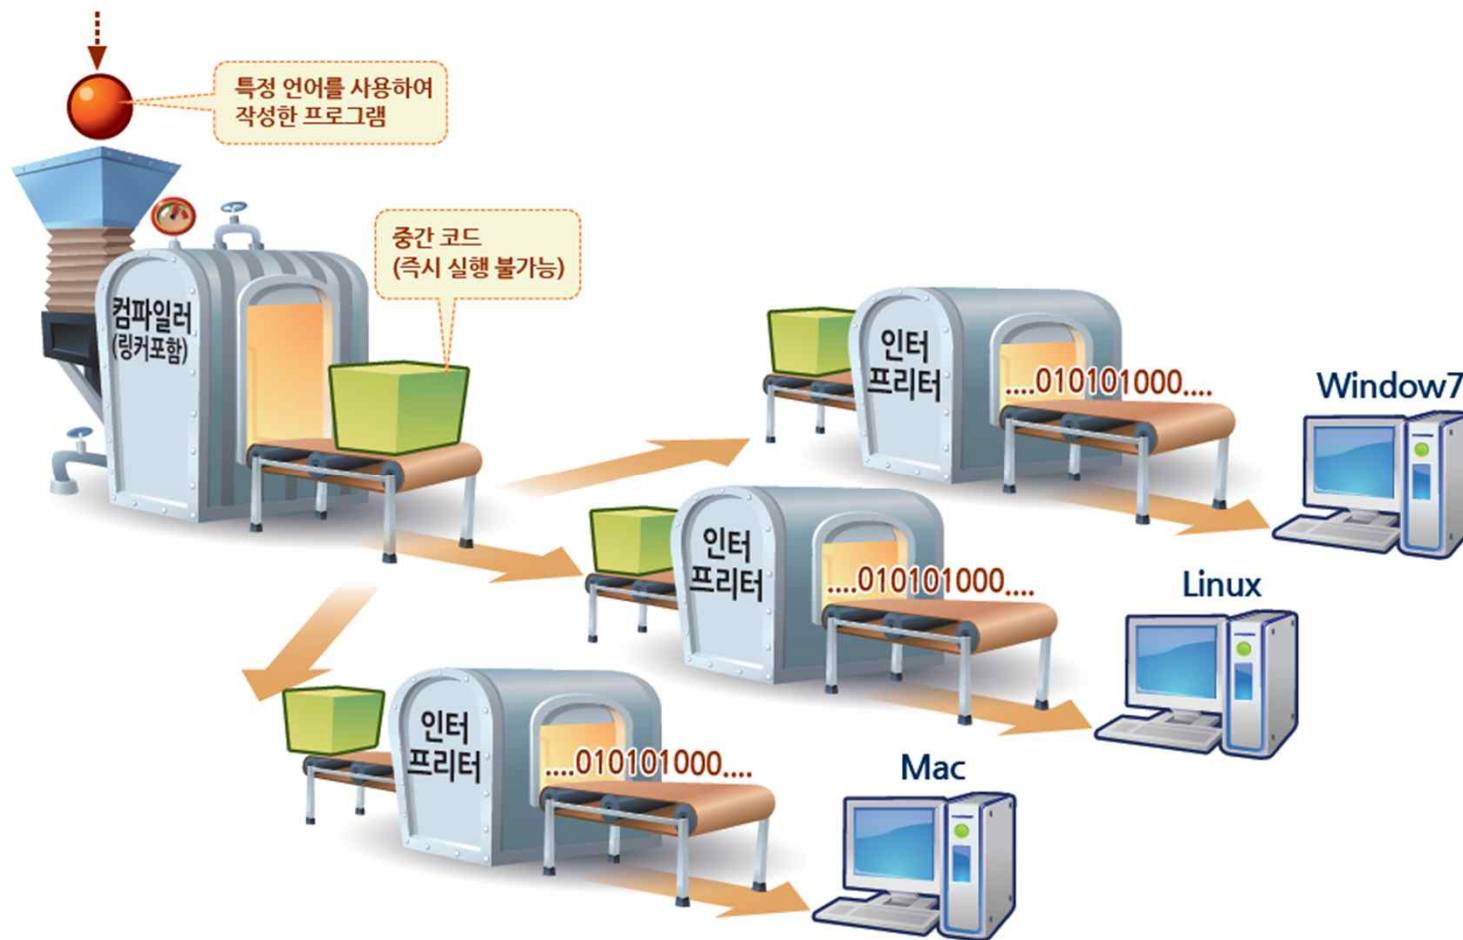 특정 언어를 사용하여
작성한 프로그램
중간 코드
(즉시 실행 불가능)
컴파일러
(링커포함)
인터
프리터
....010101000....
Window7
인터
프리터
....010101000....
Linux
인터
프리터
....010101000....
Mac